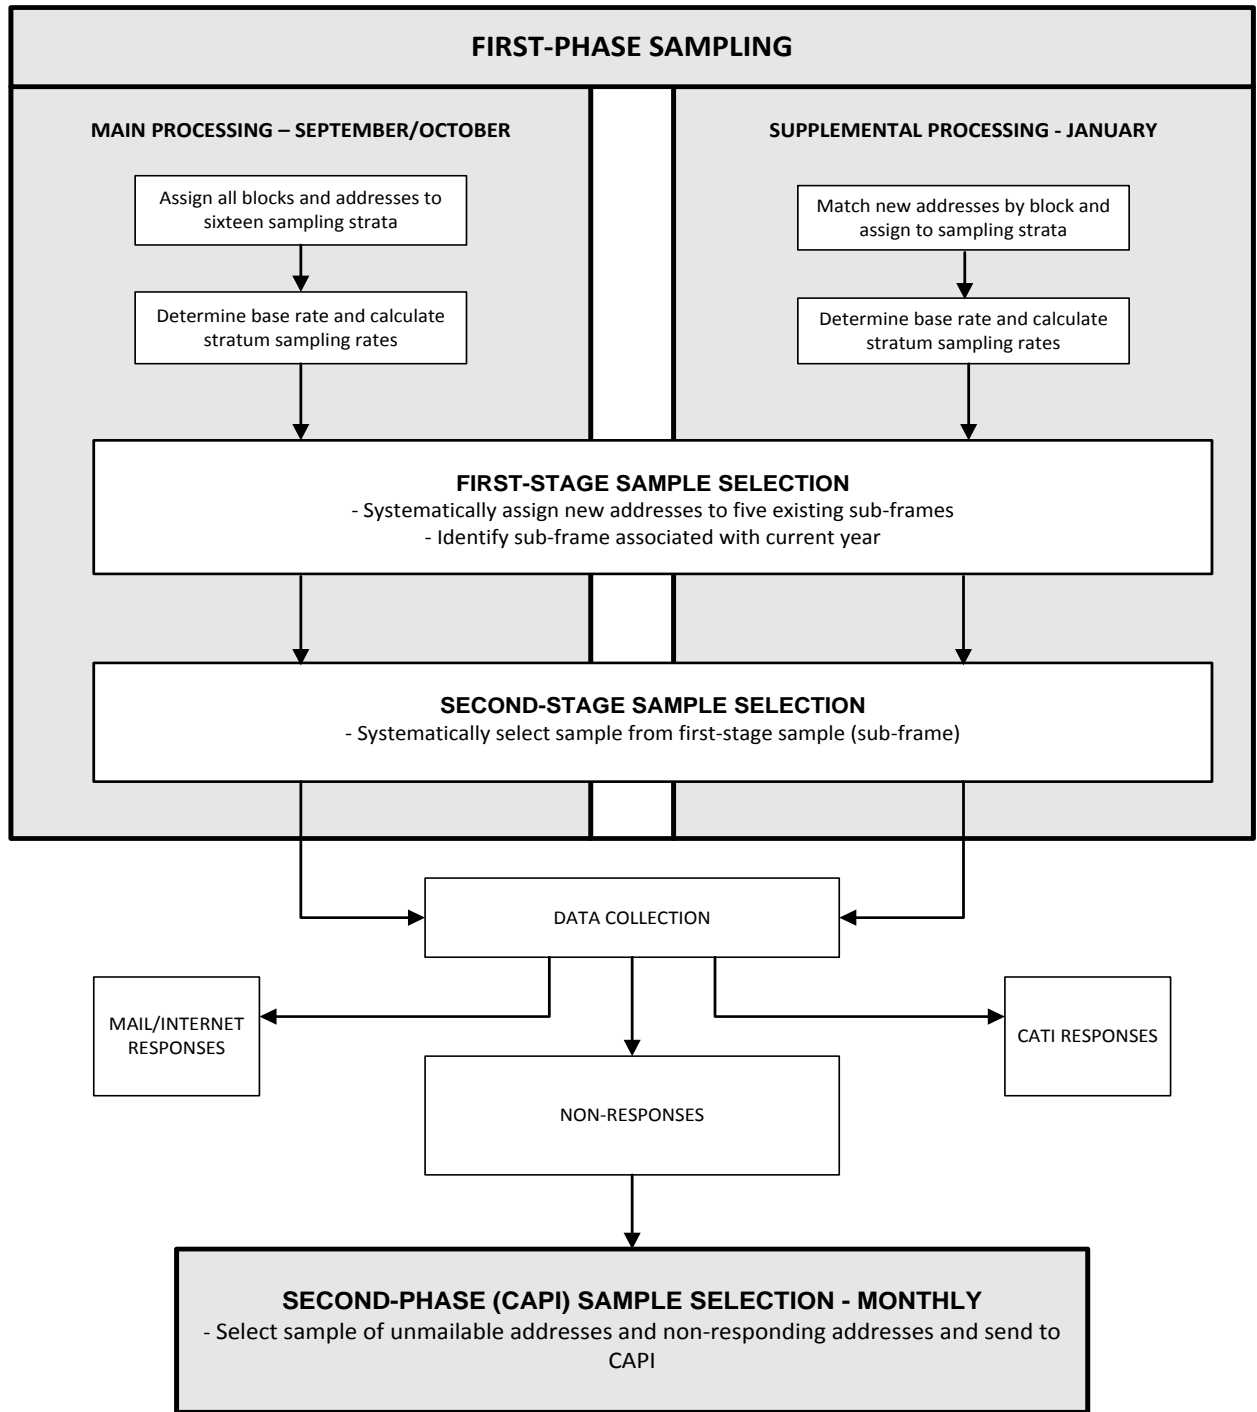 FIRST-PHASE SAMPLING
MAIN PROCESSING – SEPTEMBER/OCTOBER
Assign all blocks and addresses to
sixteen sampling strata
Determine base rate and calculate
stratum sampling rates
SUPPLEMENTAL PROCESSING - JANUARY
Match new addresses by block and
assign to sampling strata
Determine base rate and calculate
stratum sampling rates
FIRST-STAGE SAMPLE SELECTION
- Systematically assign new addresses to five existing sub-frames
- Identify sub-frame associated with current year
SECOND-STAGE SAMPLE SELECTION
- Systematically select sample from first-stage sample (sub-frame)
DATA COLLECTION
MAIL/INTERNET
RESPONSES
CATI RESPONSES
NON-RESPONSES
SECOND-PHASE (CAPI) SAMPLE SELECTION - MONTHLY
- Select sample of unmailable addresses and non-responding addresses and send to
CAPI